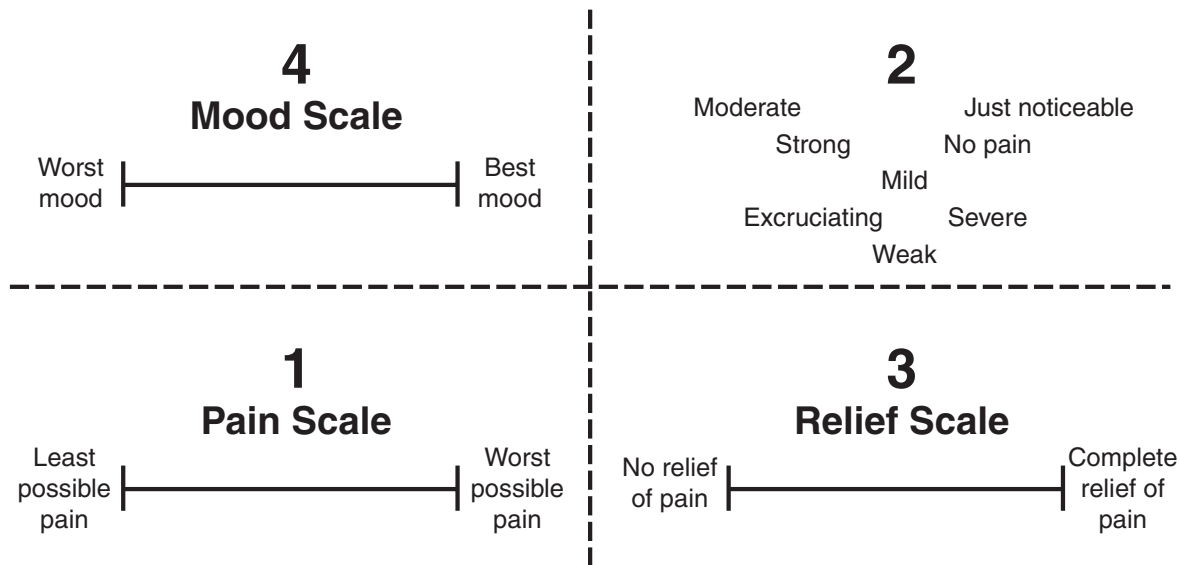 4
Mood Scale
Worst
mood
Best
mood
2
Moderate
Just noticeable
Strong
No pain
Mild
Excruciating
Severe
Weak
1
Pain Scale
Least
possible
pain
Worst
possible
pain
3
Relief Scale
No relief
of pain
Complete
relief of
pain